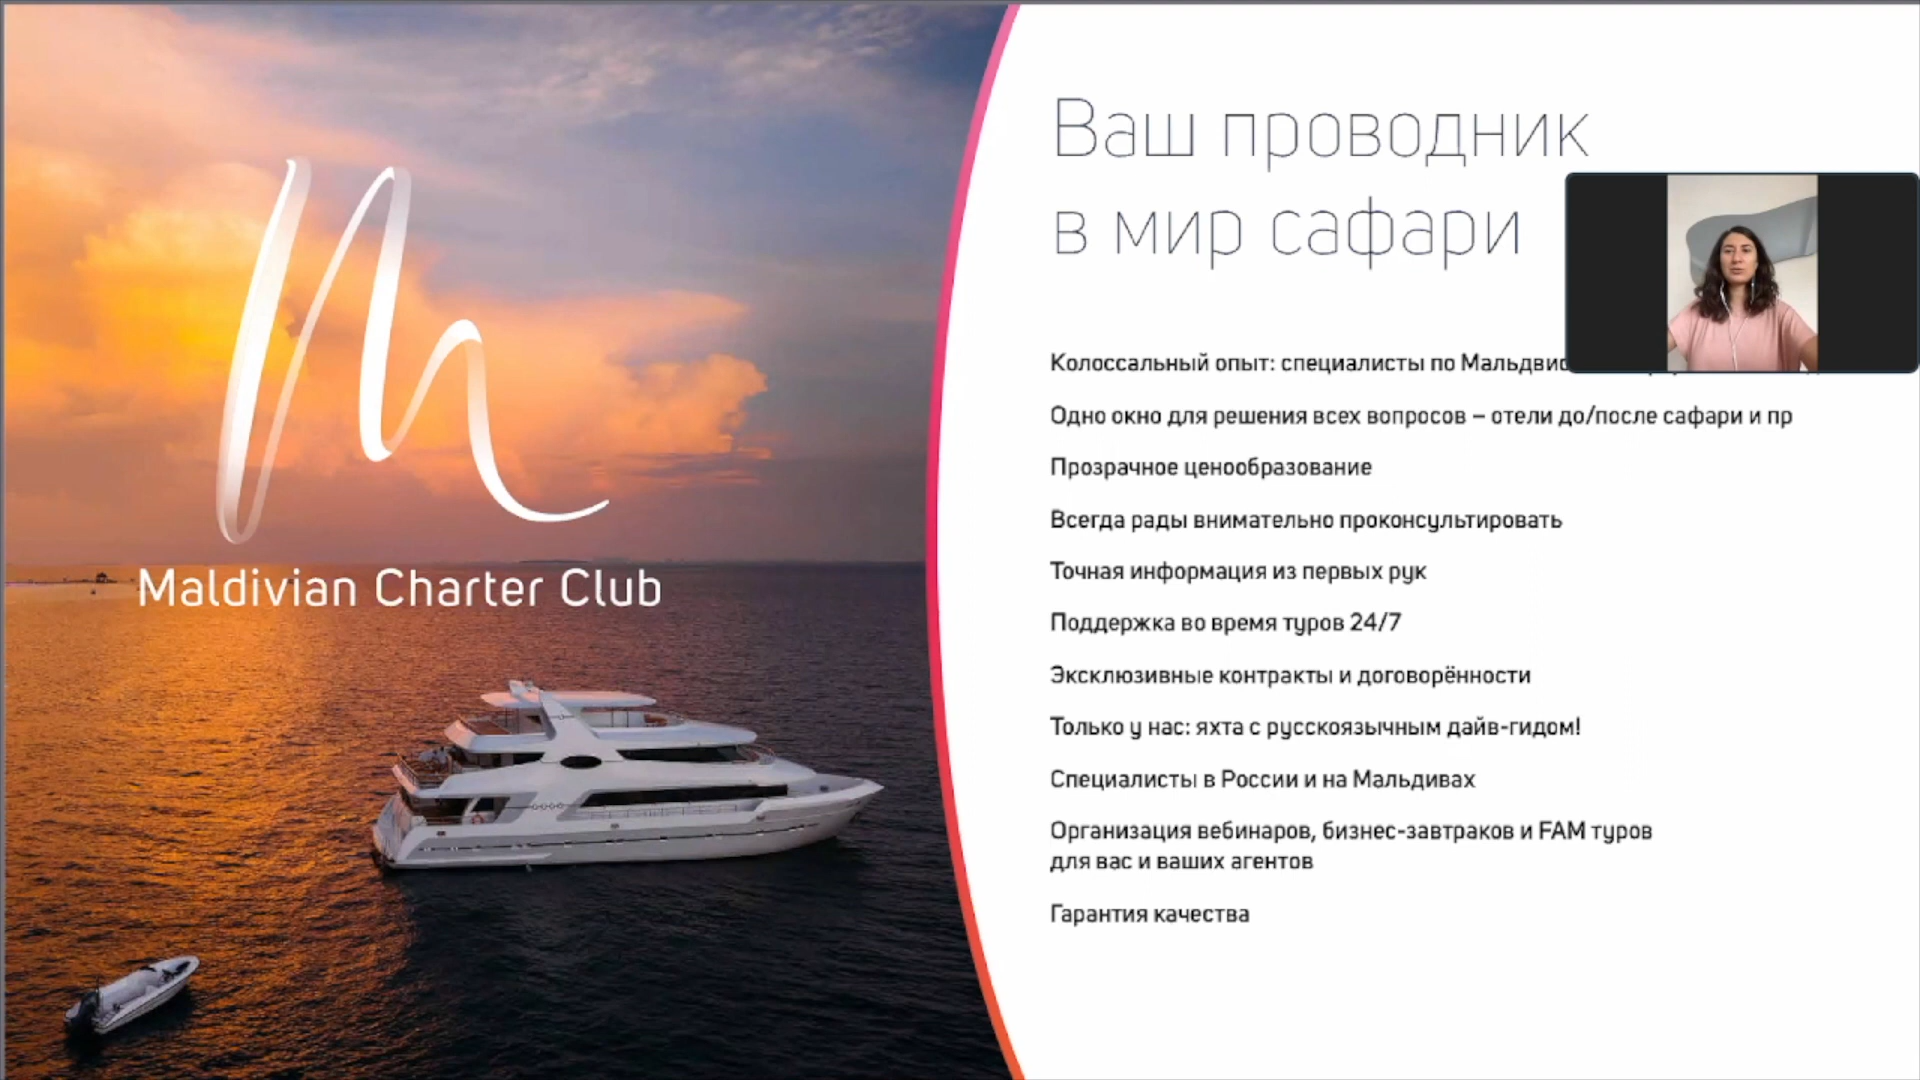 M
Maldivian Charter Club
Ваш проводник
в мир сафари
Колоссальный опыт: специалисты по
Одно окно для решения всех вопросов – отели до/после сафари и пр
Прозрачное ценообразование
Всегда рады внимательно проконсультировать
Точная информация из первых рук
Поддержка во время туров 24/7
Эксклюзивные контракты и договорённости
Только у нас: яхта с русскоязычным дайв-гидом!
Специалисты в России и на Мальдивах
Организация вебинаров, бизнес-завтраков и FAM туров
для вас и ваших агентов
Гарантия качества